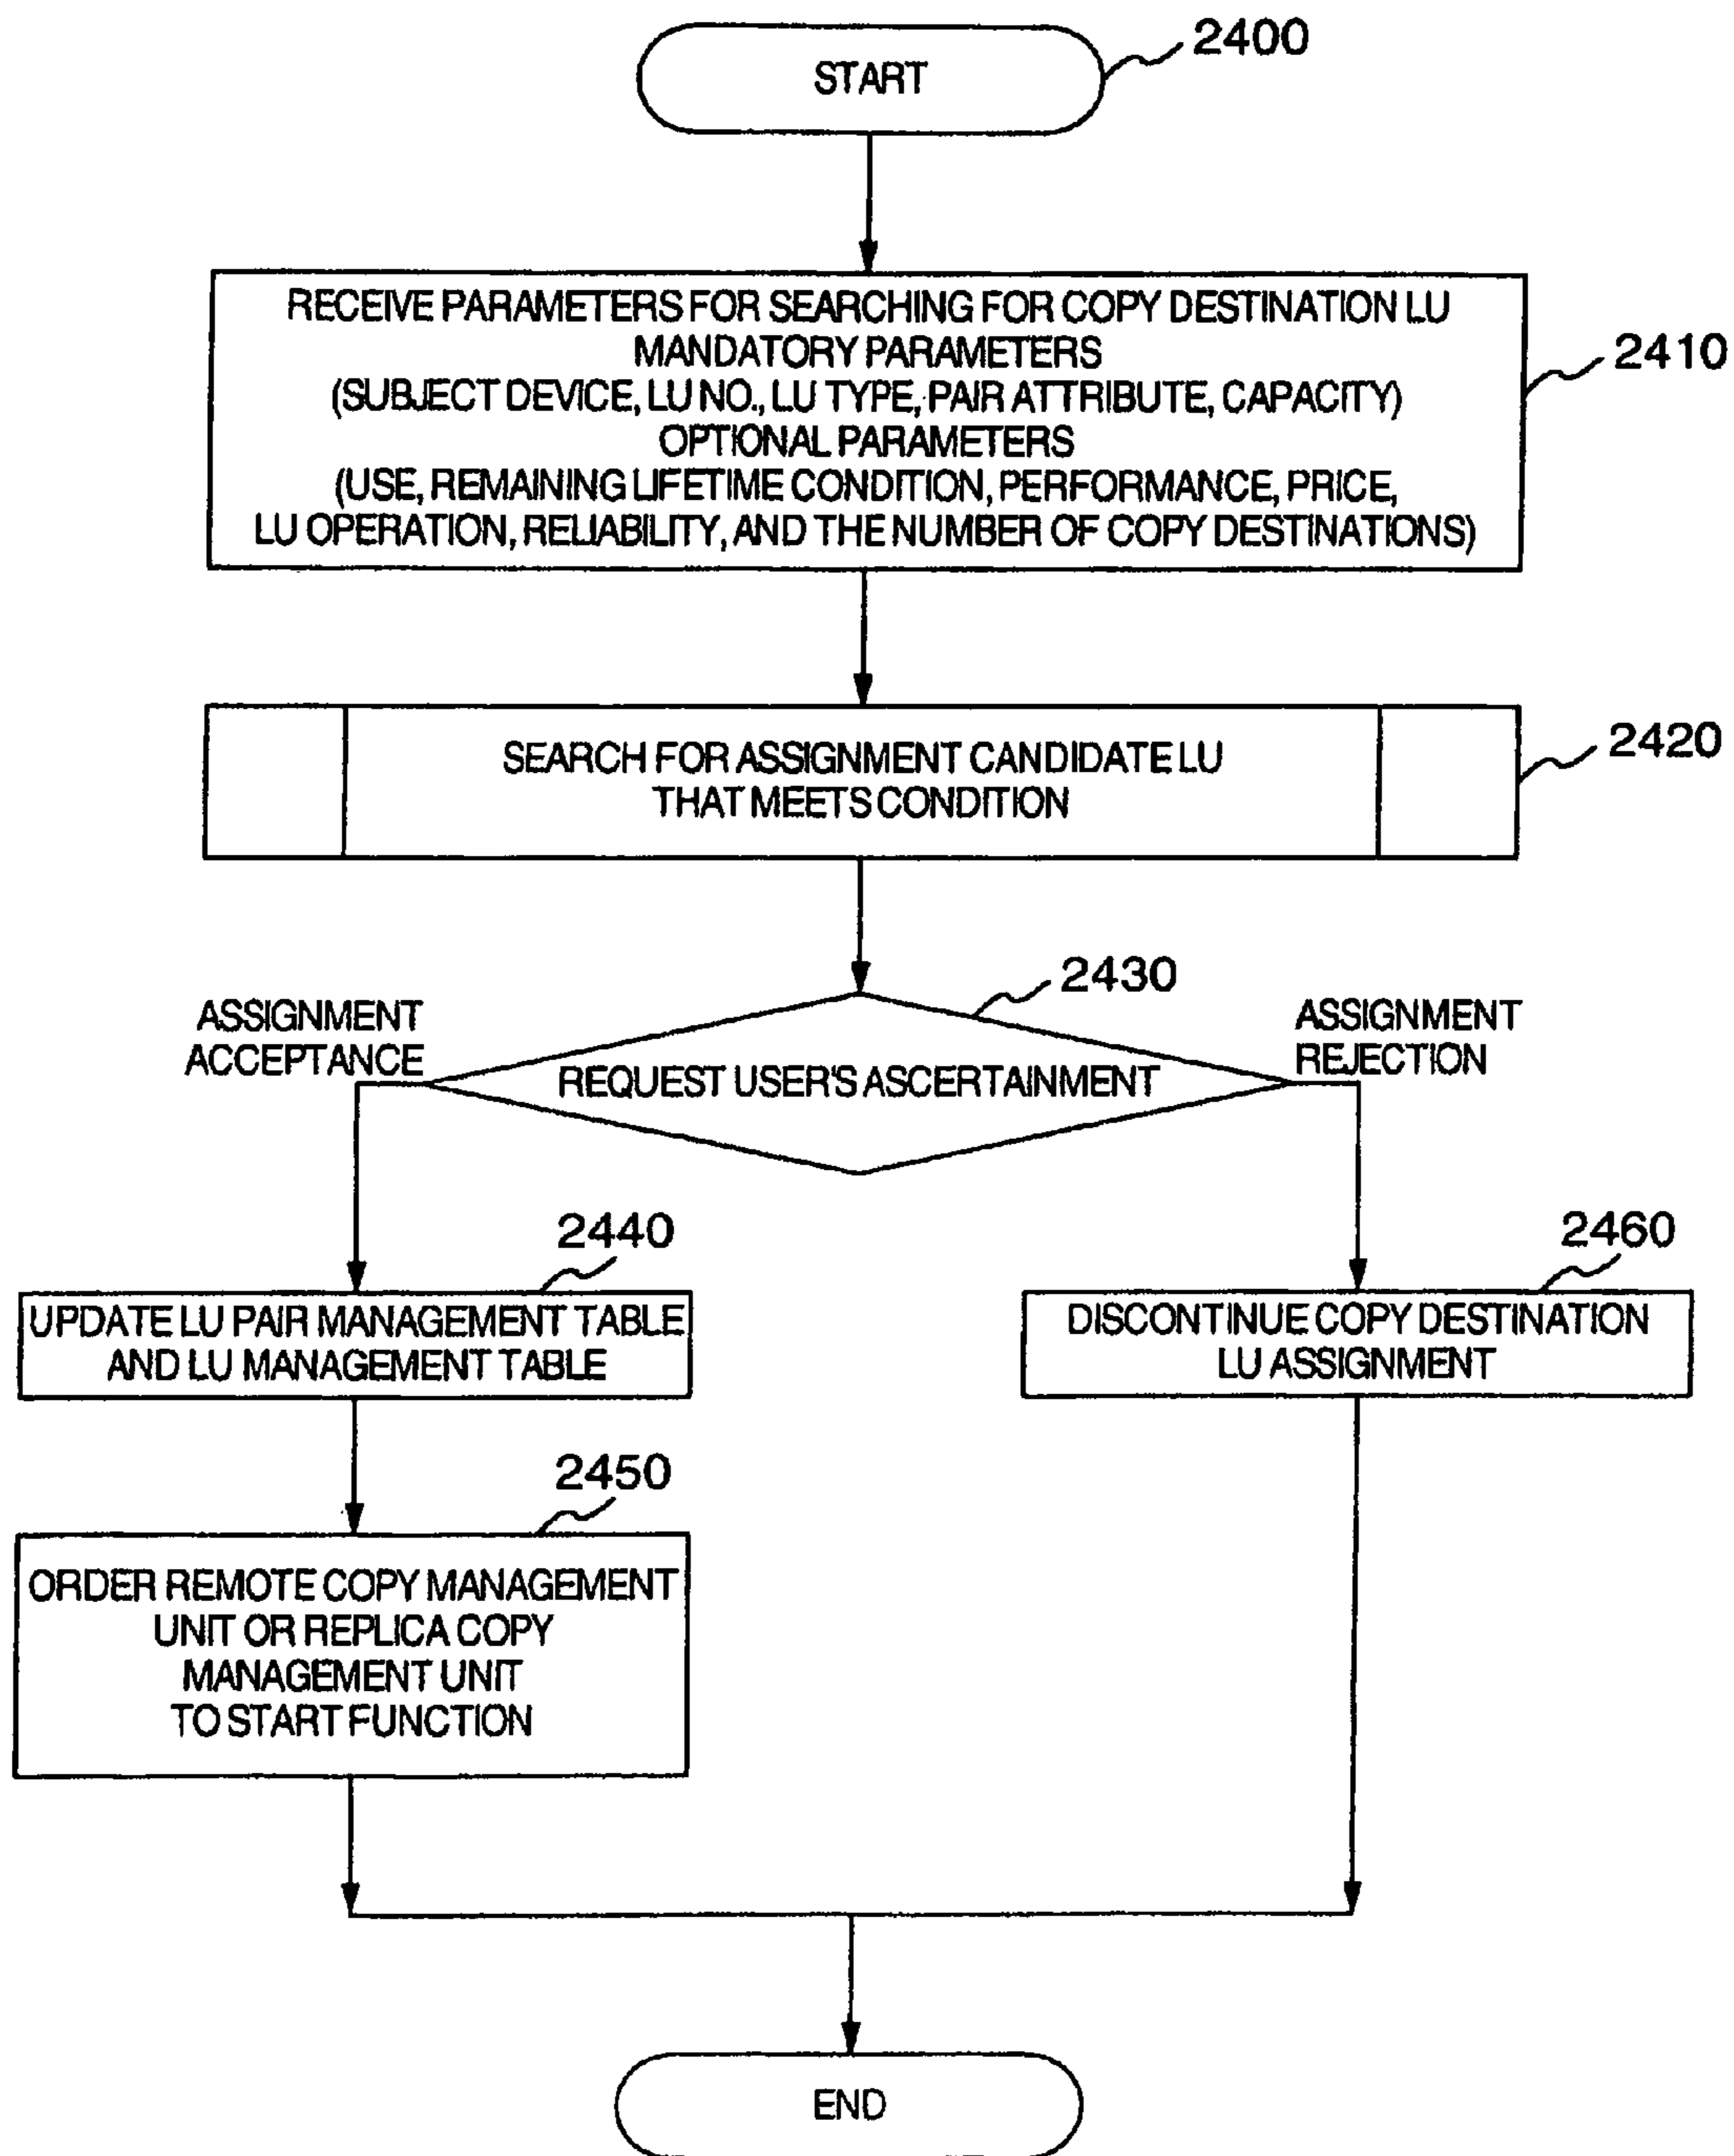 START
2400
RECEIVE PARAMETERS FOR SEARCHING FOR COPY DESTINATION LU
MANDATORY PARAMETERS
(SUBJECT DEVICE, LU NO., LU TYPE, PAIR ATTRIBUTE, CAPACITY)
OPTIONAL PARAMETERS
(USE, REMAINING LIFETIME CONDITION, PERFORMANCE, PRICE,
LU OPERATION, RELIABILITY, AND THE NUMBER OF COPY DESTINATIONS)
2410
SEARCH FOR ASSIGNMENT CANDIDATE LU
THAT MEETS CONDITION
2420
2430
ASSIGNMENT
ACCEPTANCE
REQUEST USER'S ASCERTAINMENT
ASSIGNMENT
REJECTION
2440
UPDATE LU PAIR MANAGEMENT TABLE
AND LU MANAGEMENT TABLE
2460
DISCONTINUE COPY DESTINATION
LU ASSIGNMENT
2450
ORDER REMOTE COPY MANAGEMENT
UNIT OR REPLICA COPY
MANAGEMENT UNIT
TO START FUNCTION
END